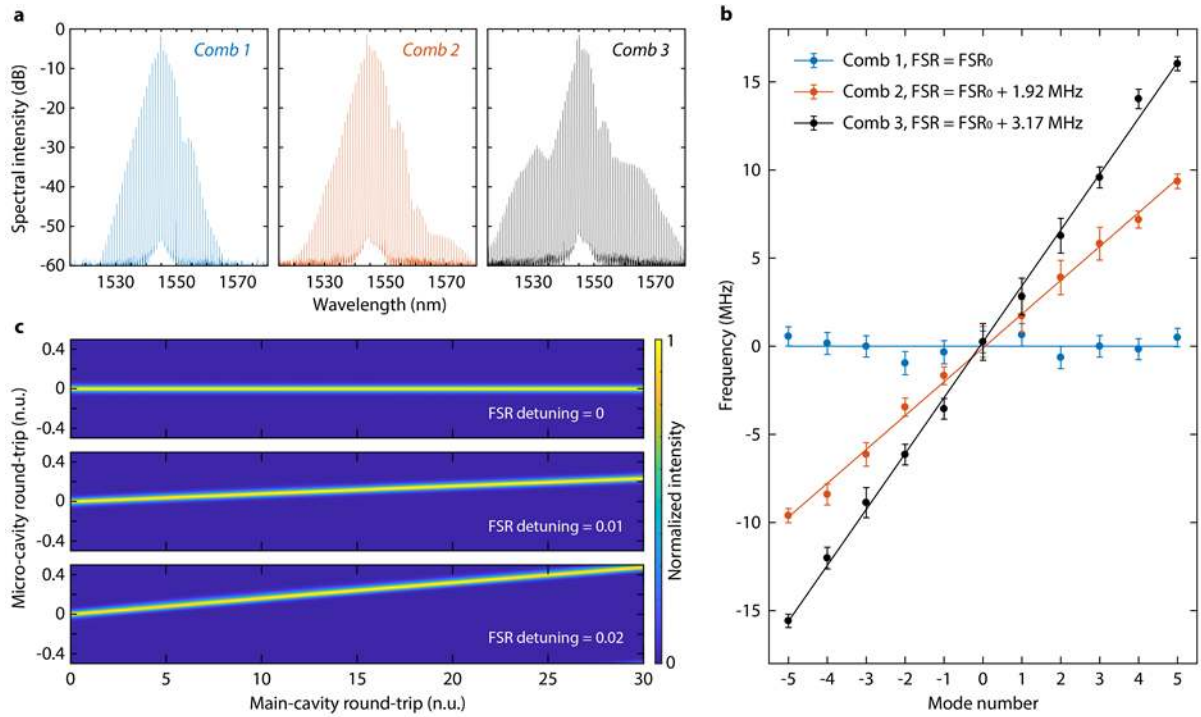 a
Comb 1
Comb 2
Comb 3
0
-10
-20
-30
-40
-50
-60
Spectral intensity (dB)
1530 1550 1570
1530 1550 1570
1530 1550 1570
Wavelength (nm)
b
Comb 1, FSR = FSR₀
Comb 2, FSR = FSR₀ + 1.92 MHz
Comb 3, FSR = FSR₀ + 3.17 MHz
15
10
5
0
-5
-10
-15
Frequency (MHz)
-5 -4 -3 -2 -1 0 1 2 3 4 5
Mode number
c
0.4
0
-0.4
FSR detuning = 0
0.4
0
-0.4
FSR detuning = 0.01
0.4
0
-0.4
FSR detuning = 0.02
Micro-cavity round-trip (n.u.)
0 5 10 15 20 25 30
Main-cavity round-trip (n.u.)
1
Normalized intensity
0